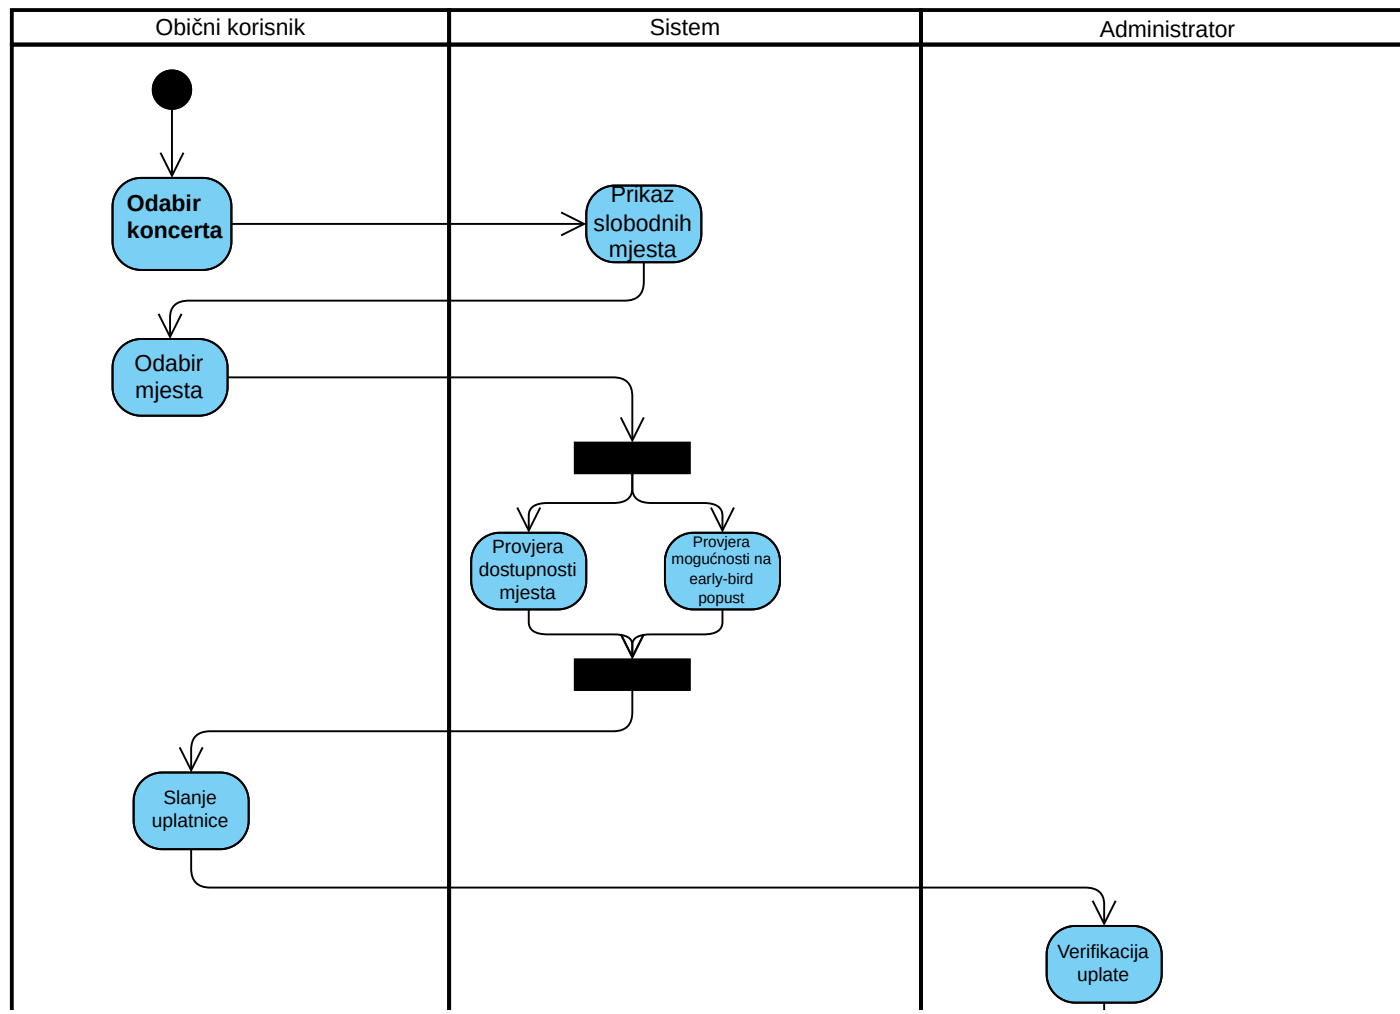 Obični korisnik
Sistem
Administrator
Odabir
koncerta
Prikaz
slobodnih
mjesta
Odabir
mjesta
Provjera
dostupnosti
mjesta
Provjera
mogućnosti na
early-bird
popust
Slanje
uplatnice
Verifikacija
uplate